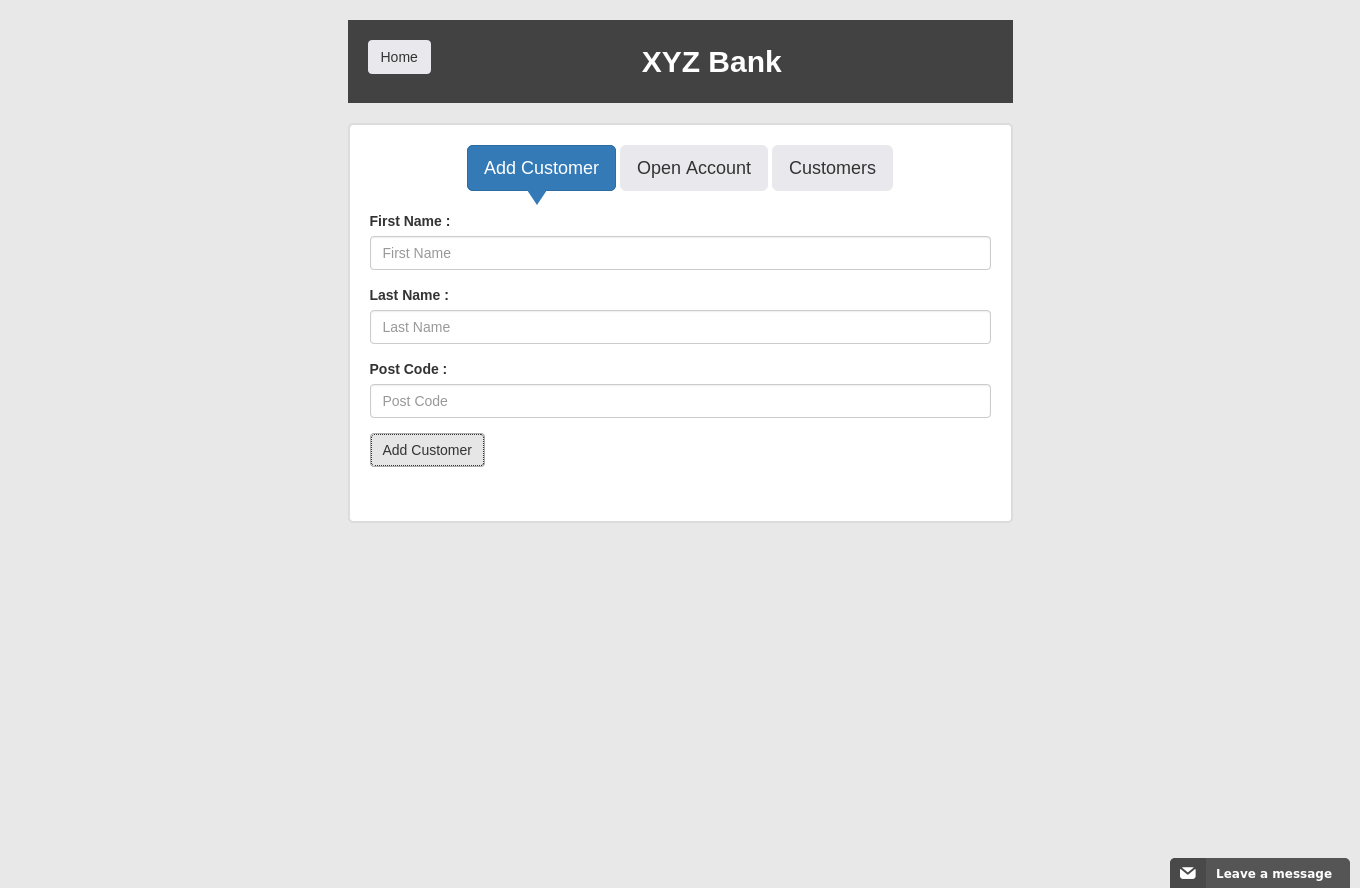 Home
XYZ Bank
Add Customer
Open Account
Customers
First Name :
First Name
Last Name :
Last Name
Post Code :
Post Code
Add Customer
Leave a message